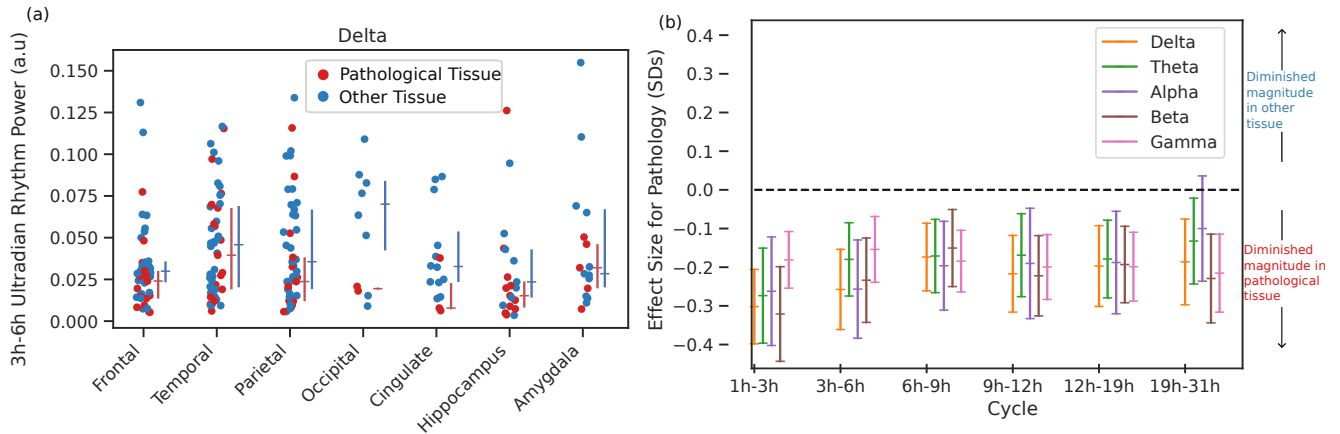 (a)
Delta
3h-6h Ultradian Rhythm Power (a.u)
0.150
0.125
0.100
0.075
0.050
0.025
0.000
Pathological Tissue
Other Tissue
Frontal
Temporal
Parietal
Occipital
Cingulate
Hippocampus
Amygdala
(b)
Effect Size for Pathology (SDs)
0.4
0.3
0.2
0.1
0.0
−0.1
−0.2
−0.3
−0.4
Delta
Theta
Alpha
Beta
Gamma
1h-3h
3h-6h
6h-9h
9h-12h
12h-19h
19h-31h
Cycle
Diminished
magnitude
in other
tissue
Diminished
magnitude in
pathological
tissue